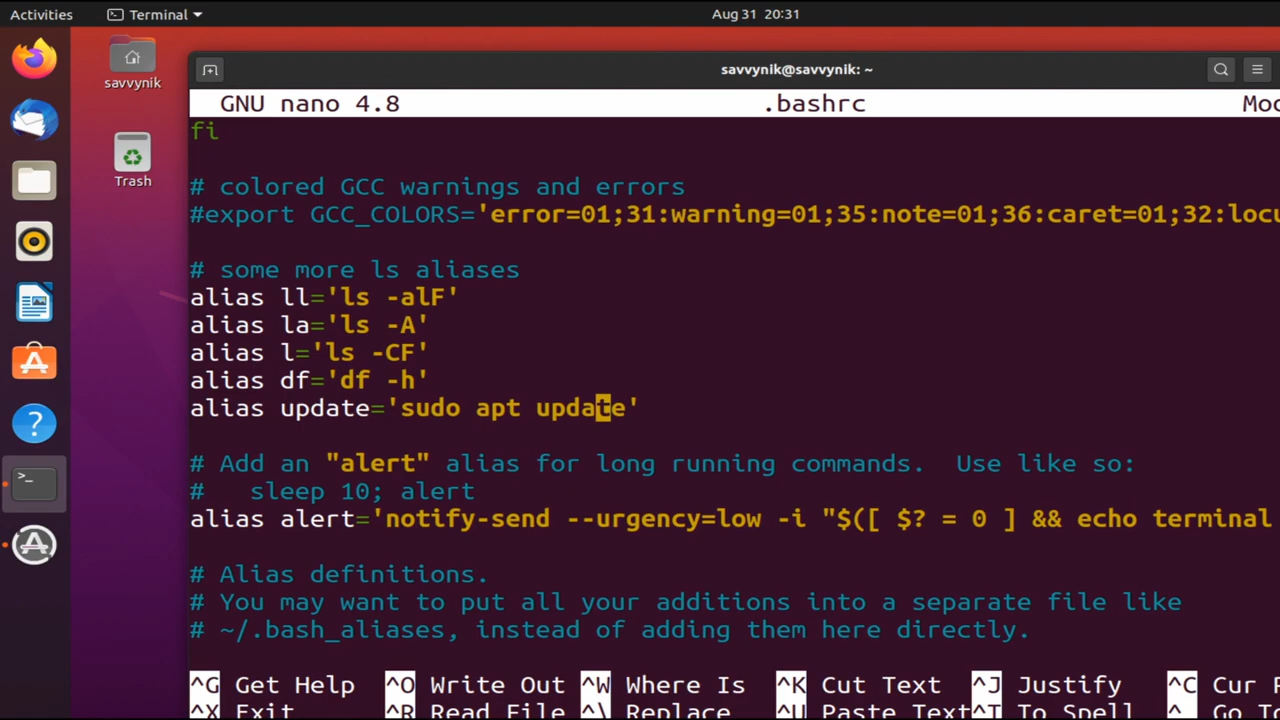 Activities Terminal Aug 31 20:31
savvynik
Trash
savvynik@savvynik: ~
GNU nano 4.8 .bashrc Mod
fi
# colored GCC warnings and errors
#export GCC_COLORS='error=01;31:warning=01;35:note=01;36:caret=01;32:locu
# some more ls aliases
alias ll='ls -alF'
alias la='ls -A'
alias l='ls -CF'
alias df='df -h'
alias update='sudo apt update'
# Add an "alert" alias for long running commands.  Use like so:
#   sleep 10; alert
alias alert='notify-send --urgency=low -i "$([ $? = 0 ] && echo terminal
# Alias definitions.
# You may want to put all your additions into a separate file like
# ~/.bash_aliases, instead of adding them here directly.
^G Get Help ^O Write Out ^W Where Is ^K Cut Text ^J Justify ^C Cur P
^X Exit ^R Read File ^\ Replace ^U Paste Text ^T To Spell ^_ Go To